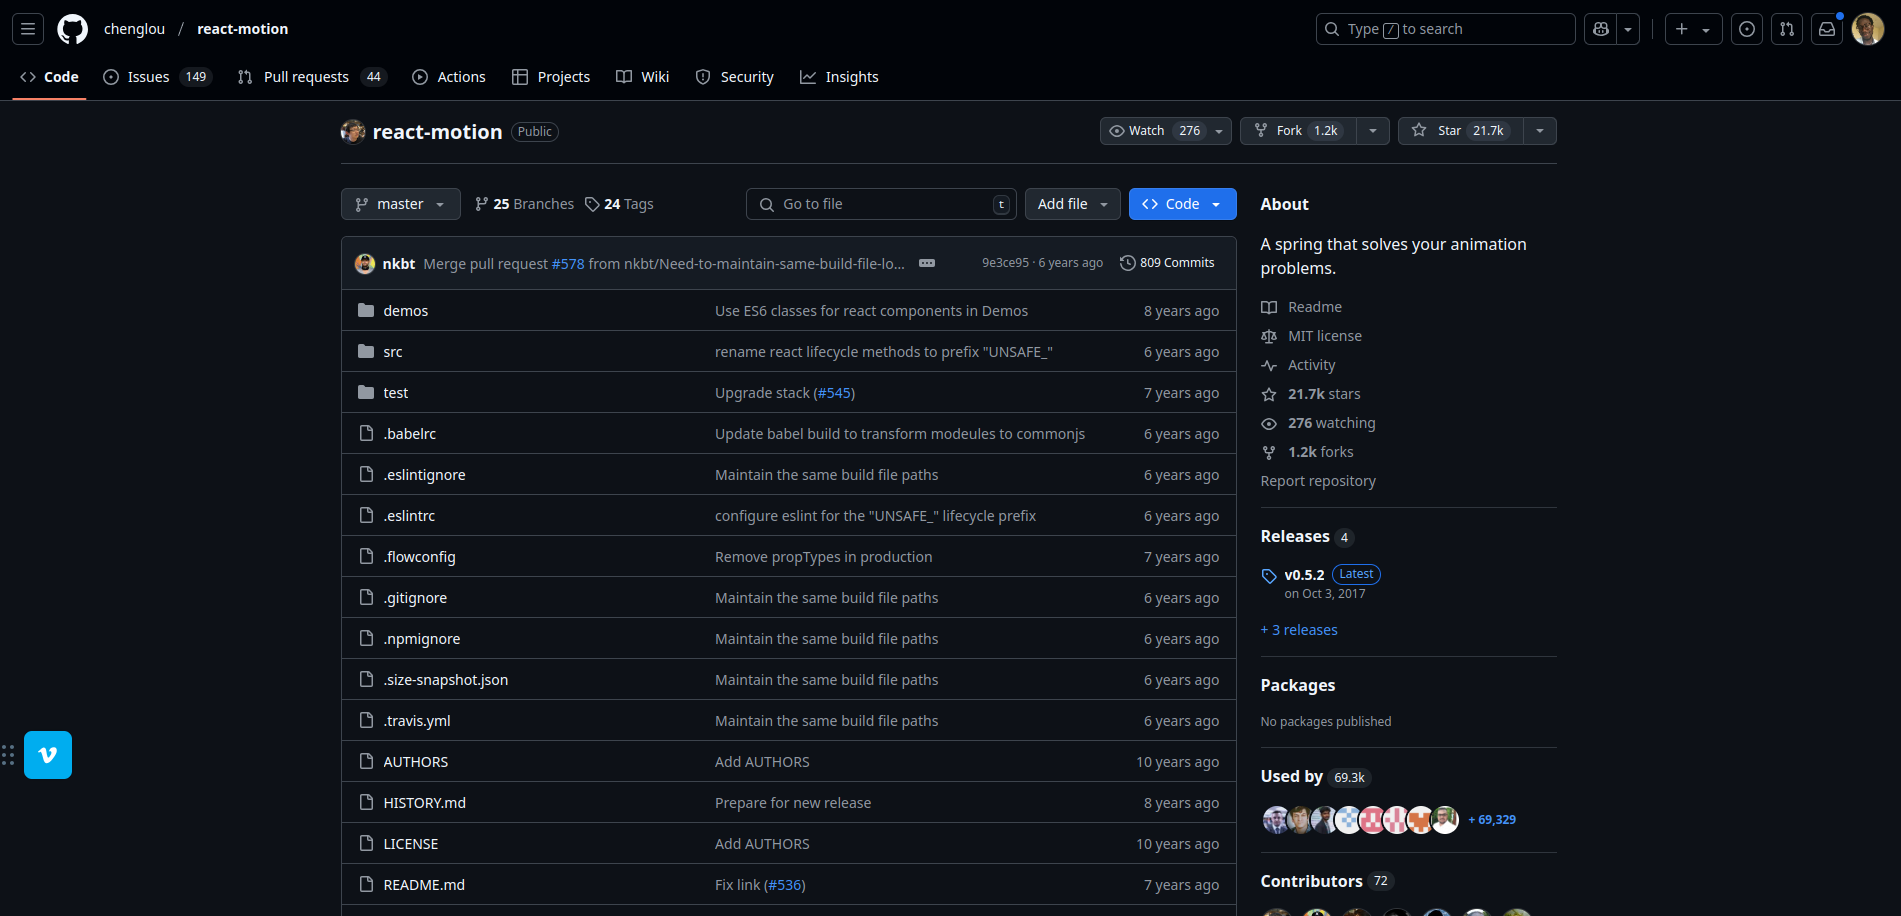 chenglou / react-motion
Type / to search
Code
Issues 149
Pull requests 44
Actions
Projects
Wiki
Security
Insights
react-motion Public
Watch 276
Fork 1.2k
Star 21.7k
master
25 Branches
24 Tags
Go to file t
Add file
Code
nkbt Merge pull request #578 from nkbt/Need-to-maintain-same-build-file-lo... 9e3ce95 · 6 years ago 809 Commits
demos Use ES6 classes for react components in Demos 8 years ago
src rename react lifecycle methods to prefix "UNSAFE_" 6 years ago
test Upgrade stack (#545) 7 years ago
.babelrc Update babel build to transform modeules to commonjs 6 years ago
.eslintignore Maintain the same build file paths 6 years ago
.eslintrc configure eslint for the "UNSAFE_" lifecycle prefix 6 years ago
.flowconfig Remove propTypes in production 7 years ago
.gitignore Maintain the same build file paths 6 years ago
.npmignore Maintain the same build file paths 6 years ago
.size-snapshot.json Maintain the same build file paths 6 years ago
.travis.yml Maintain the same build file paths 6 years ago
AUTHORS Add AUTHORS 10 years ago
HISTORY.md Prepare for new release 8 years ago
LICENSE Add AUTHORS 10 years ago
README.md Fix link (#536) 7 years ago
About
A spring that solves your animation
problems.
Readme
MIT license
Activity
21.7k stars
276 watching
1.2k forks
Report repository
Releases 4
v0.5.2 Latest
on Oct 3, 2017
+ 3 releases
Packages
No packages published
Used by 69.3k
+ 69,329
Contributors 72